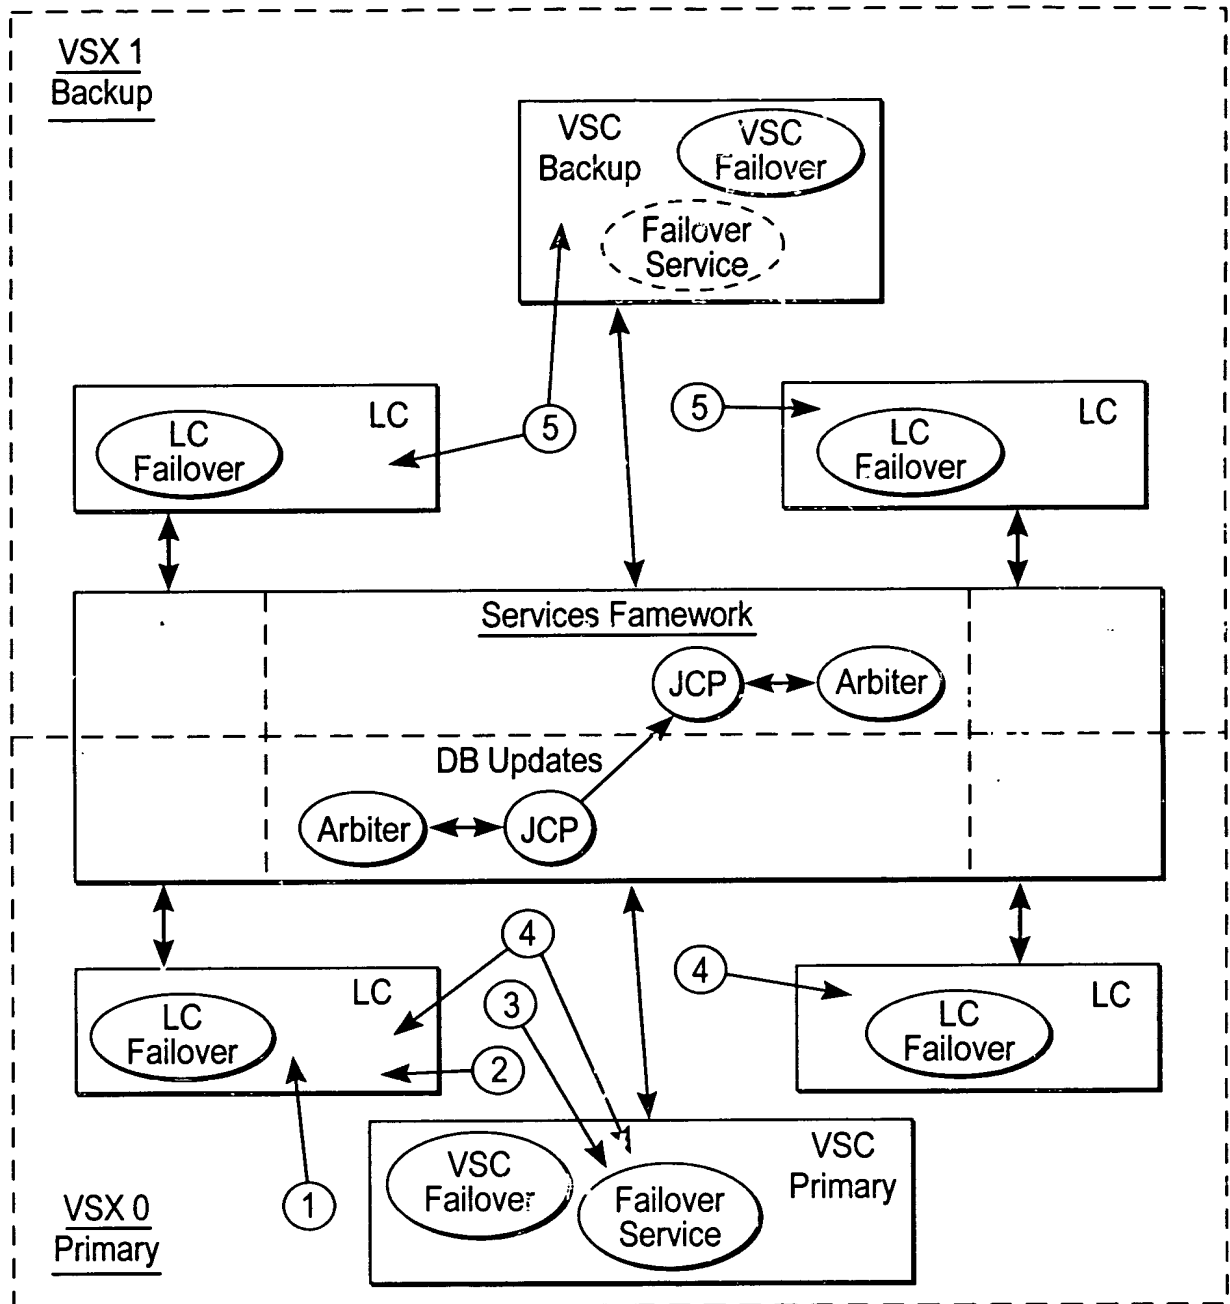 VSX 1
Backup
VSC
Backup
VSC
Failover
Failover
Service
LC
Failover
LC
5
5
LC
Failover
LC
Services Famework
JCP
Arbiter
DB Updates
Arbiter
JCP
LC
Failover
LC
4
3
2
1
4
LC
Failover
LC
VSC
Failover
Failover
Service
VSC
Primary
VSX 0
Primary